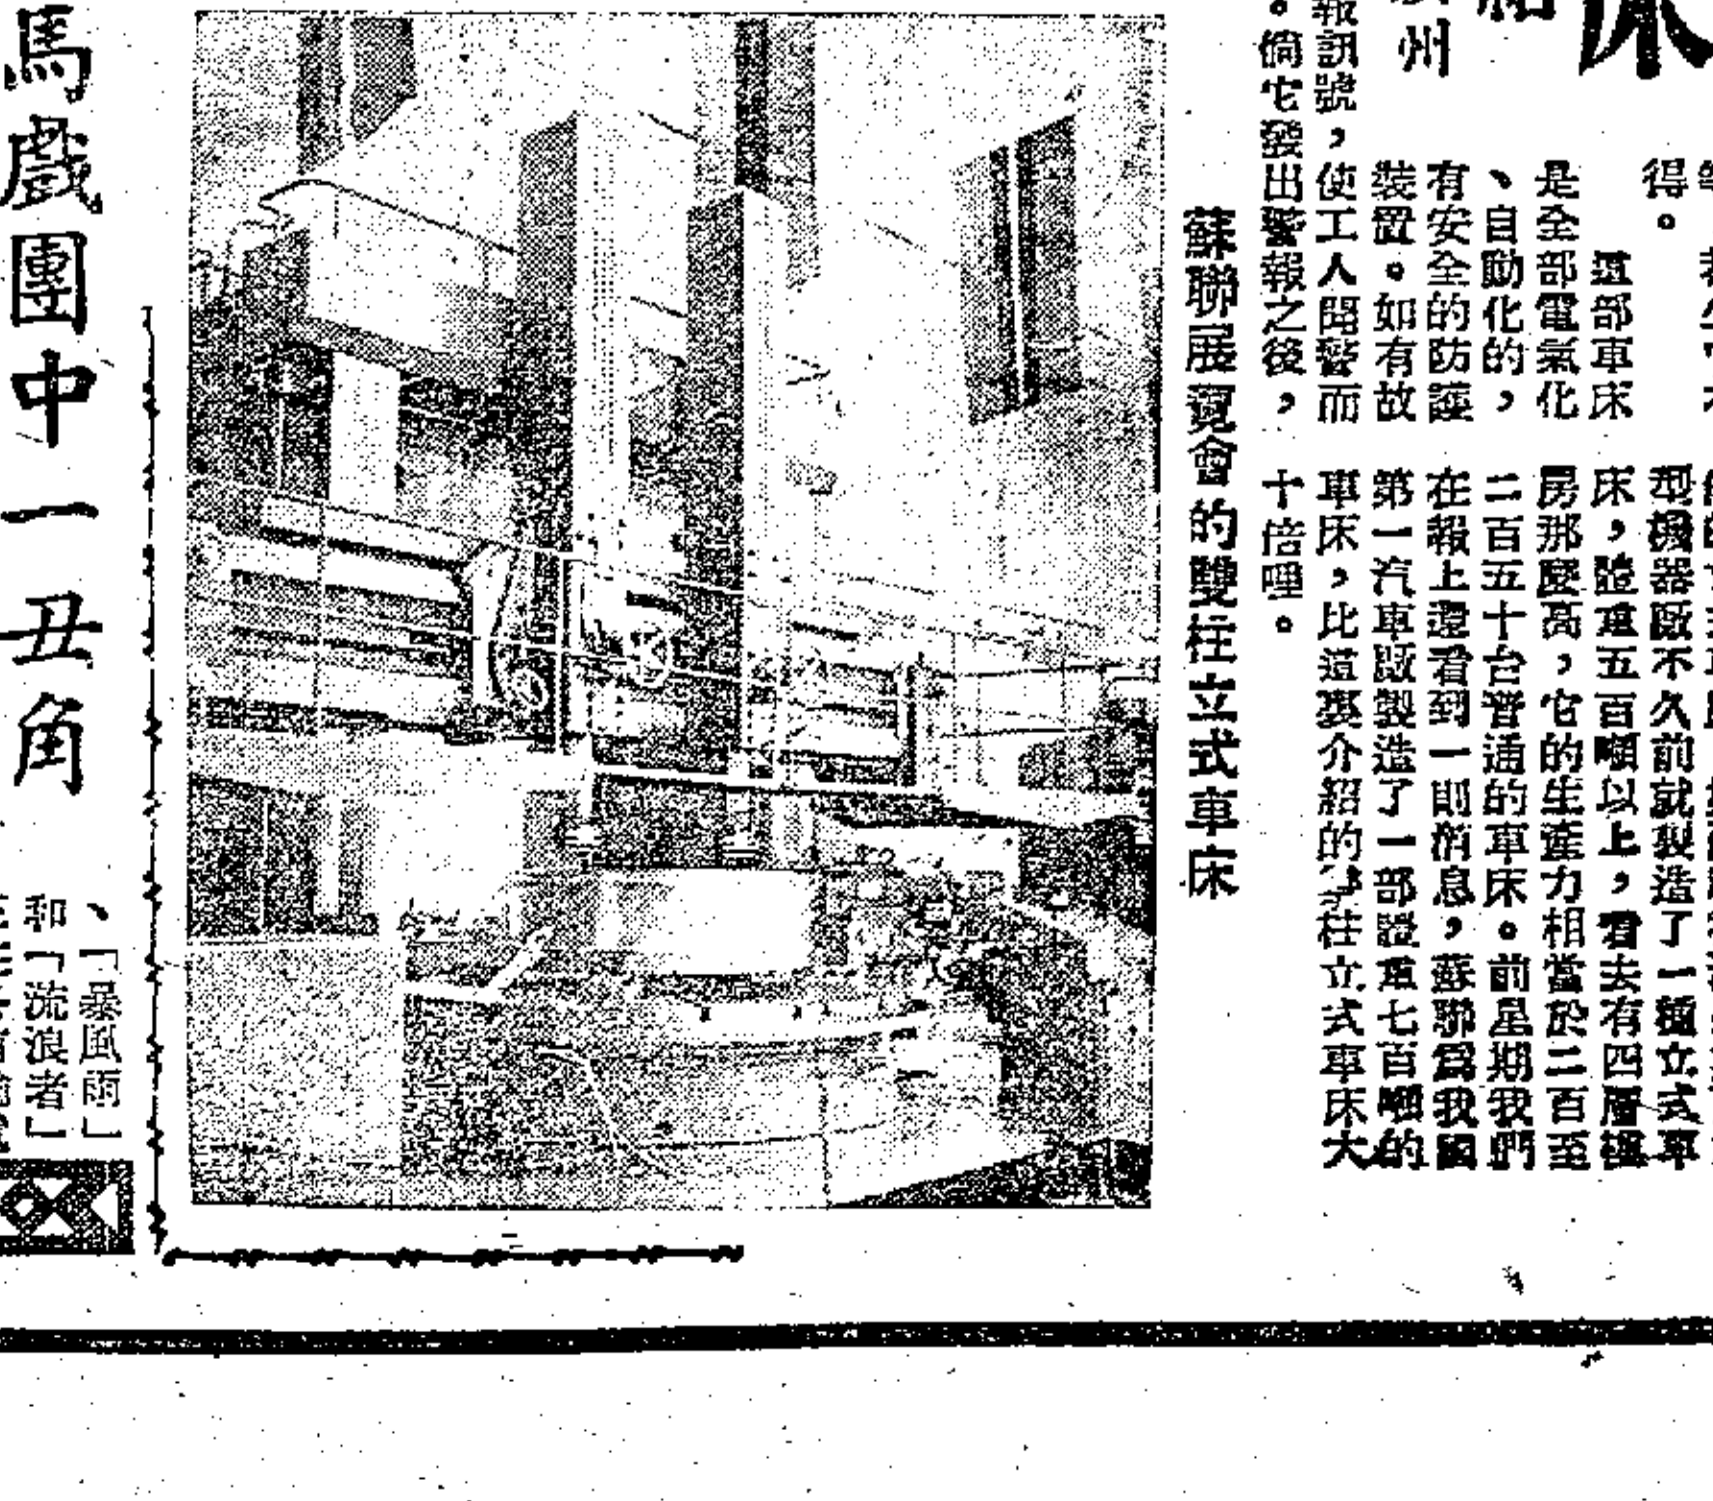 州
得。
這部車床
是全部電氣化
、自動化的,
有安全的防護
裝置。如有故
報訊號,使工人聞警而
。倘它發出警報之後,
型機器廠不久前就製造了一種立式車
床,體重五百噸以上,看去有四層樓
房那麼高,它的生產力相當於二百至
二百五十台普通的車床。前星期我們
在報上還看到一則消息,蘇聯爲我國
第一汽車廠製造了一部體重七百噸的
車床,比這裏介紹的柱立式車床大
十倍哩。
蘇聯展覽會的雙柱立式車床
馬戲團中一丑角
、「暴風雨」
和「流浪者」